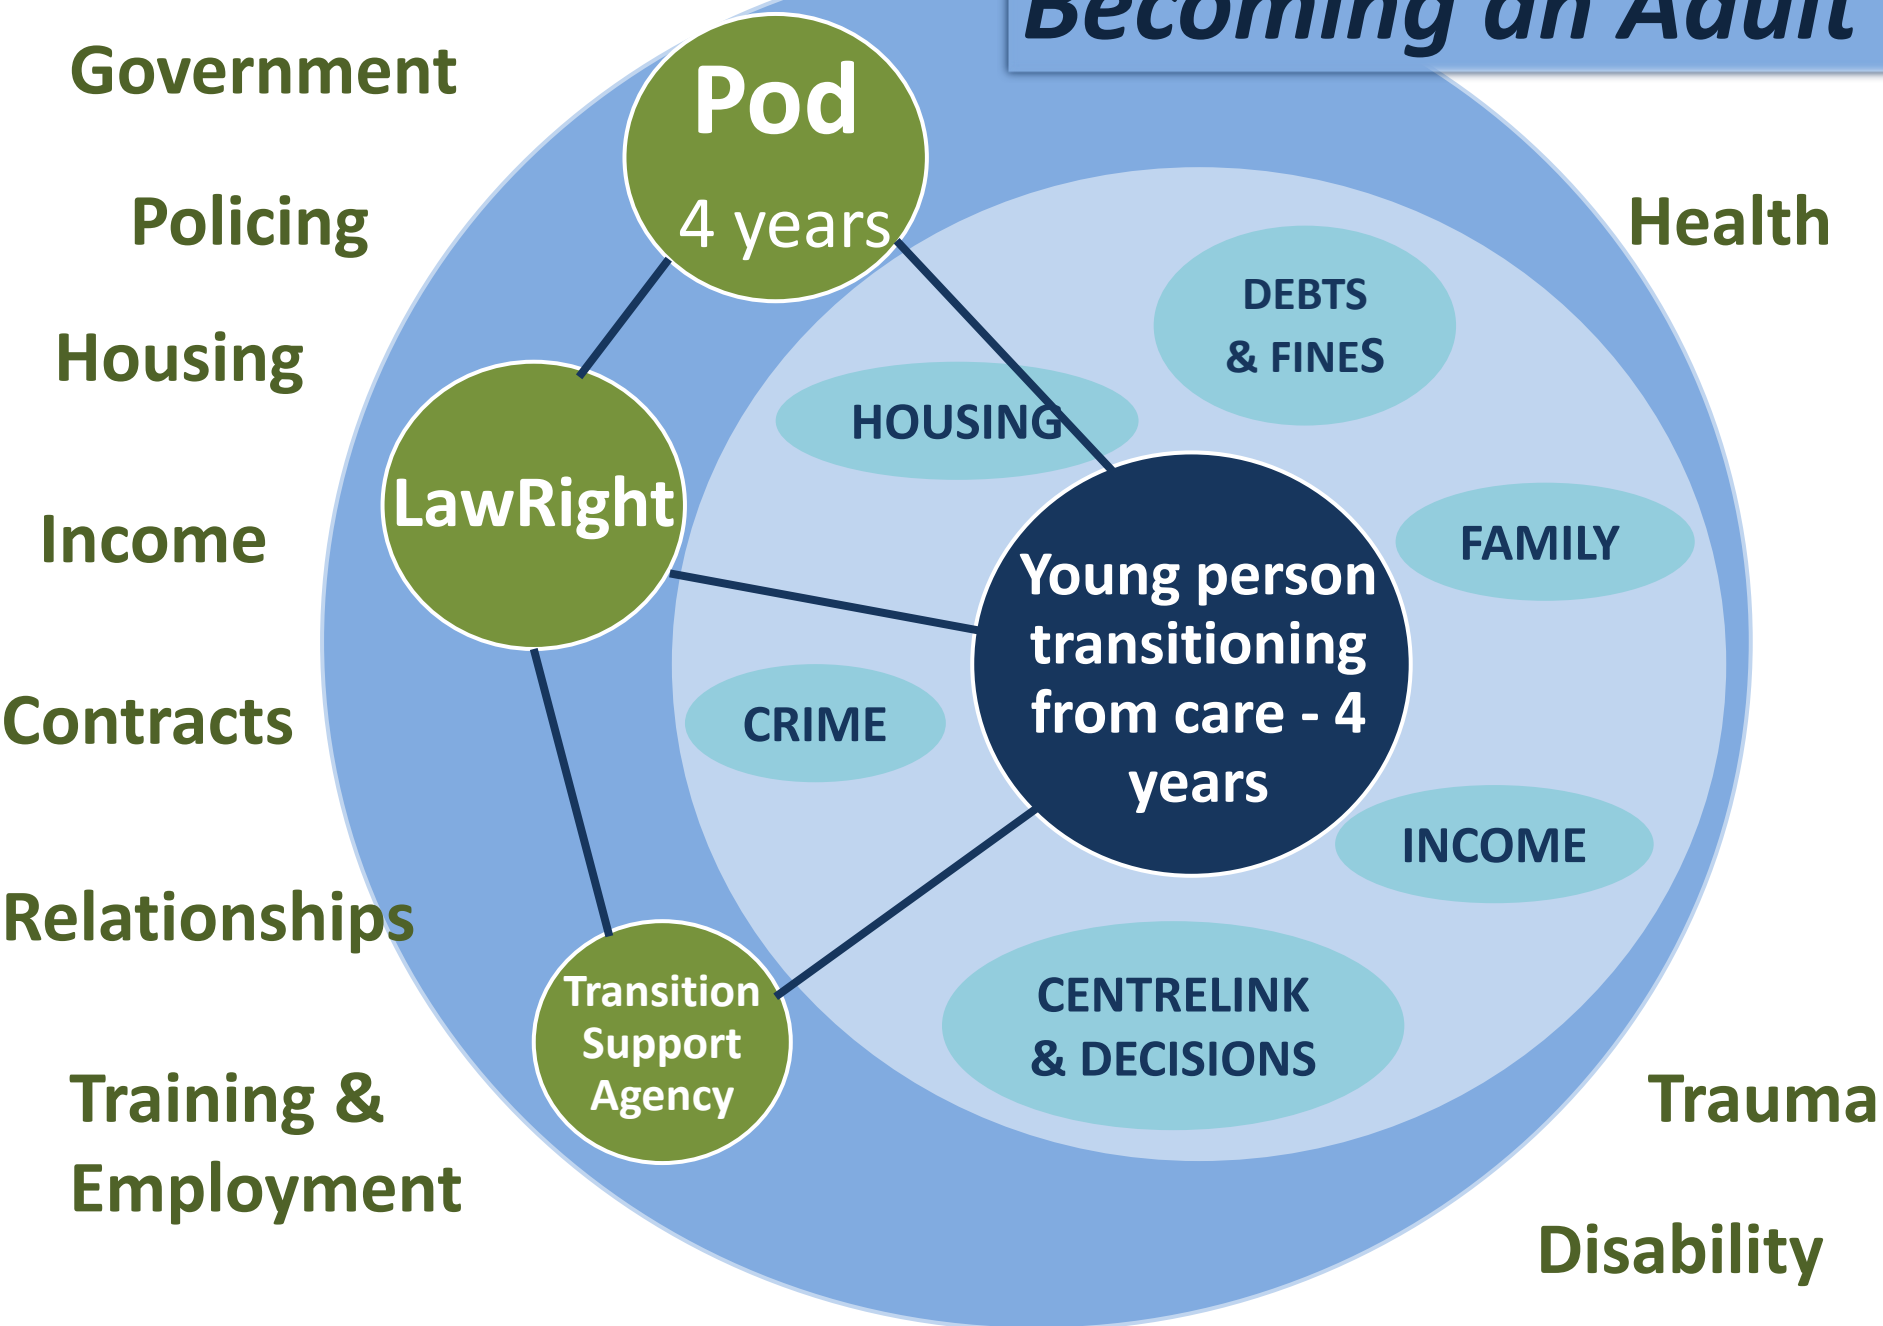 Becoming an Adult
Government
Pod
4 years
Policing
Health
DEBTS
& FINES
Housing
HOUSING
LawRight
Income
FAMILY
Young person
transitioning
from care - 4
years
Contracts
CRIME
INCOME
Relationships
Transition
Support
Agency
CENTRELINK
& DECISIONS
Training &
Employment
Trauma
Disability